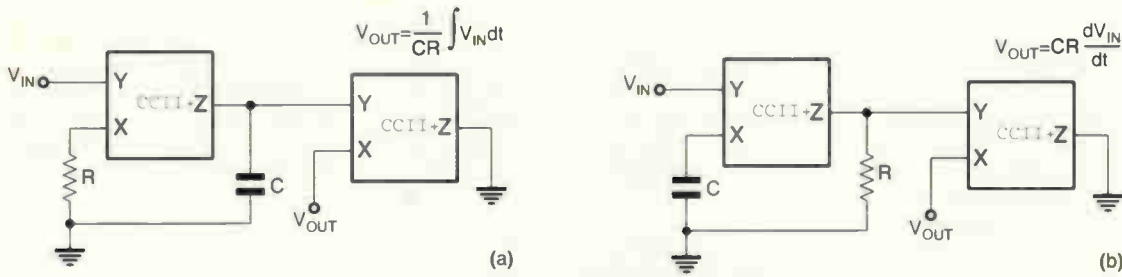 V_OUT = 1/CR ∫ V_IN dt
V_IN
Y
CCII+
Z
X
R
C
Y
CCII+
Z
X
V_OUT
(a)
V_OUT = CR dV_IN/dt
V_IN
Y
CCII+
Z
X
C
R
Y
CCII+
Z
X
V_OUT
(b)